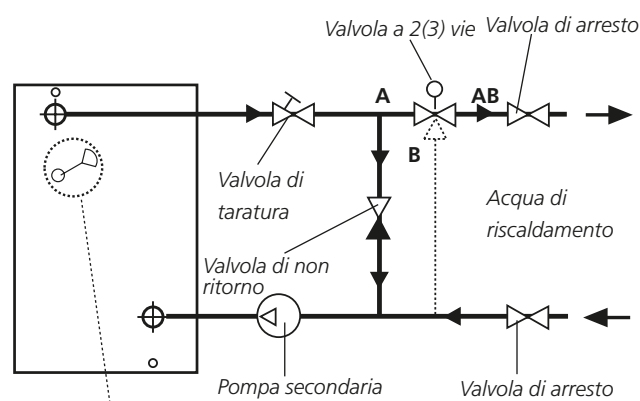 Valvola a 2(3) vie
Valvola di arresto
A
AB
B
Valvola di
taratura
Acqua di
riscaldamento
Valvola di non
ritorno
Pompa secondaria
Valvola di arresto